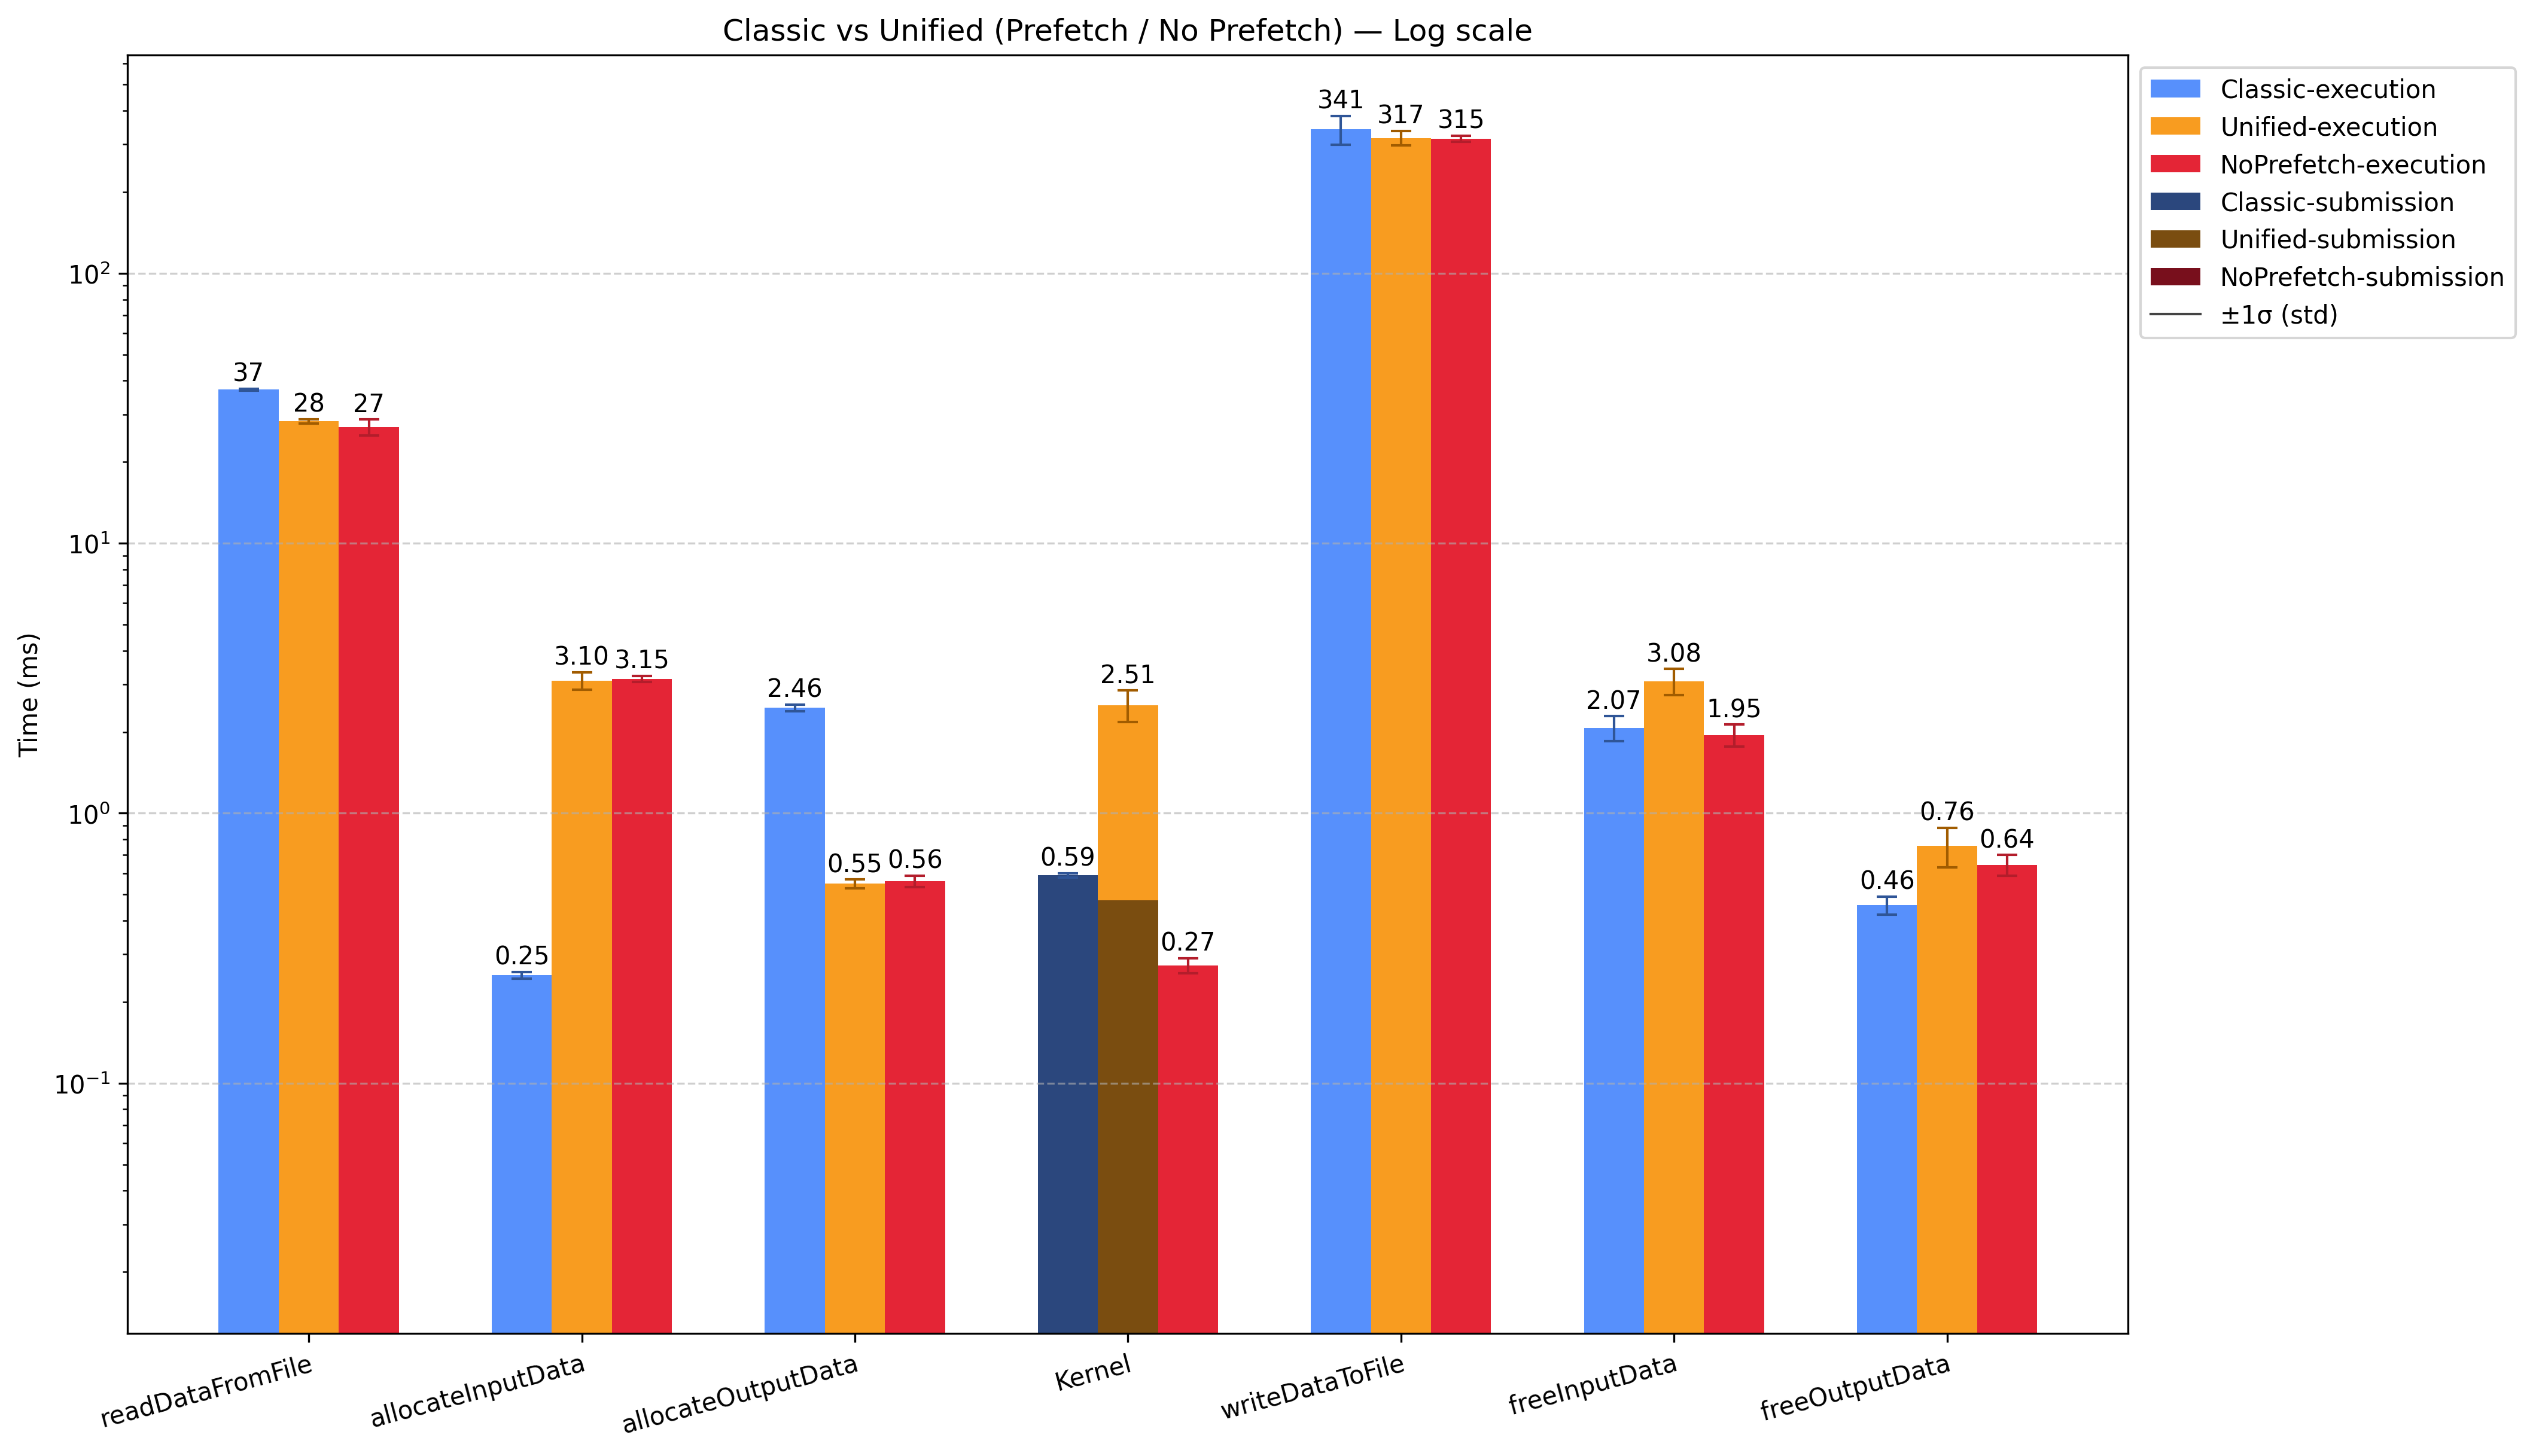 Classic vs Unified (Prefetch / No Prefetch) — Log scale
Time (ms)
10²
10¹
10⁰
10⁻¹
37
28
27
0.25
3.10
3.15
2.46
0.55
0.56
0.59
2.51
0.27
341
317
315
2.07
3.08
1.95
0.46
0.76
0.64
readDataFromFile
allocateInputData
allocateOutputData
Kernel
writeDataToFile
freeInputData
freeOutputData
Classic-execution
Unified-execution
NoPrefetch-execution
Classic-submission
Unified-submission
NoPrefetch-submission
±1σ (std)